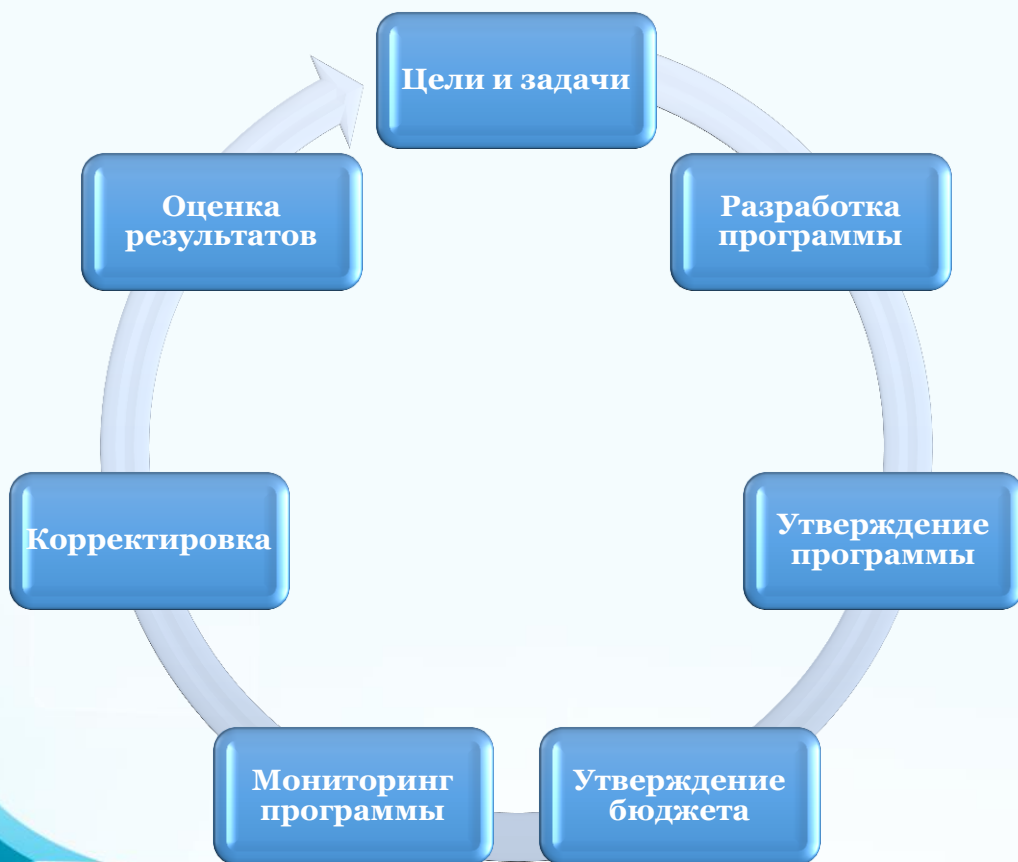 Цели и задачи
Разработка
программы
Утверждение
программы
Утверждение
бюджета
Мониторинг
программы
Корректировка
Оценка
результатов